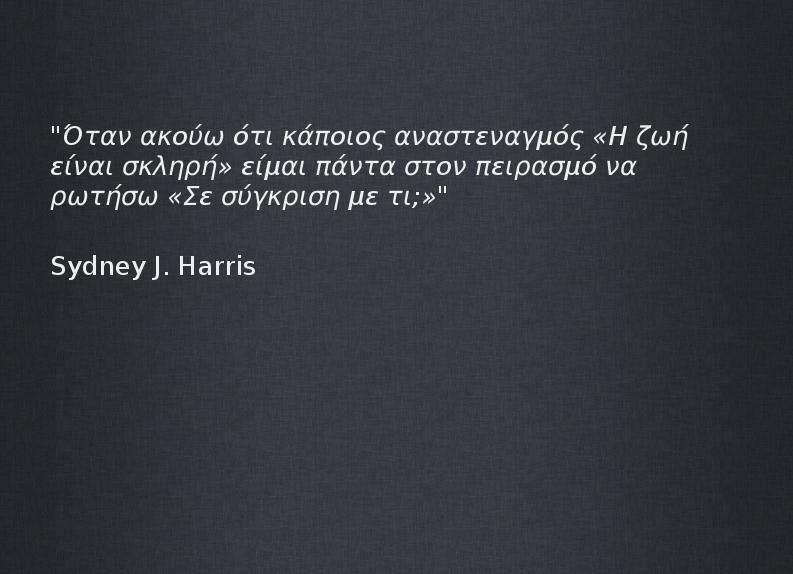 "Όταν ακούω ότι κάποιος αναστεναγμός «Η ζωή
είναι σκληρή» είμαι πάντα στον πειρασμό να
ρωτήσω «Σε σύγκριση με τι;»"
Sydney J. Harris